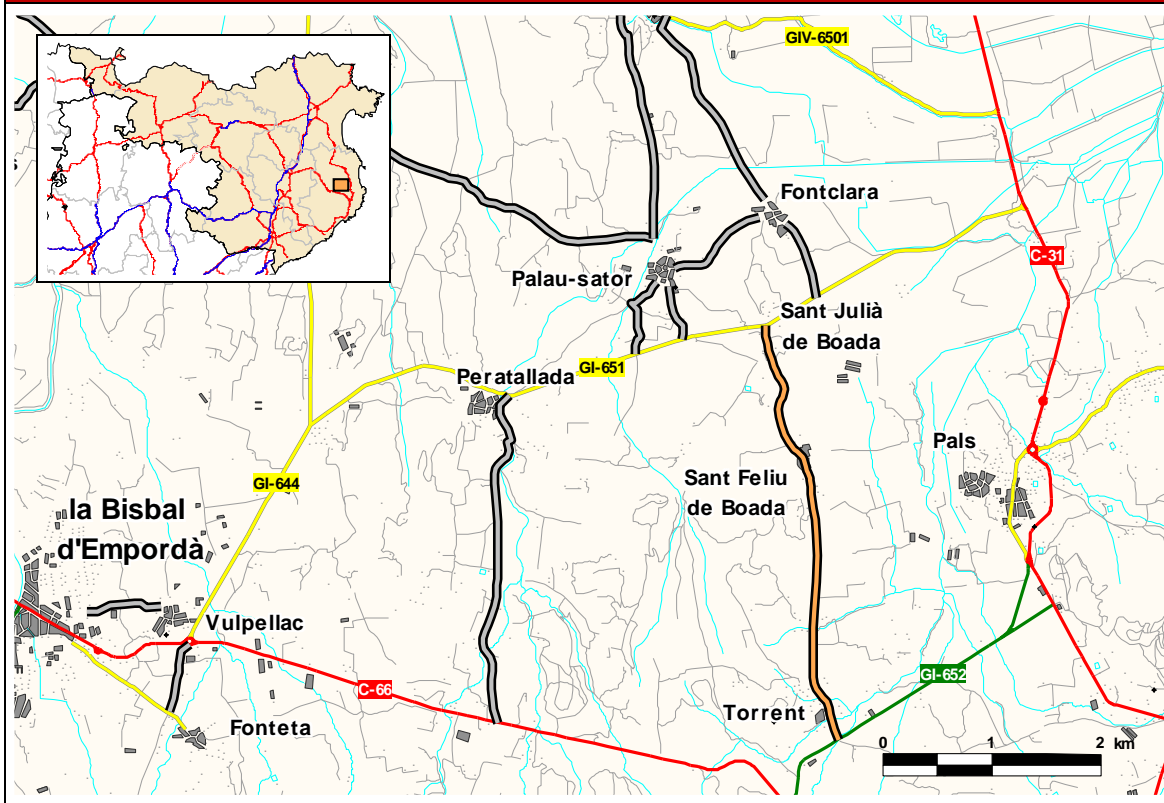 GIV-6501
Fontclara
C-31
Palau-sator
Sant Julià
de Boada
GI-651
Peratallada
Pals
Sant Feliu
de Boada
GI-644
la Bisbal
d'Empordà
Vulpellac
GI-652
C-66
Torrent
Fonteta
0 1 2 km